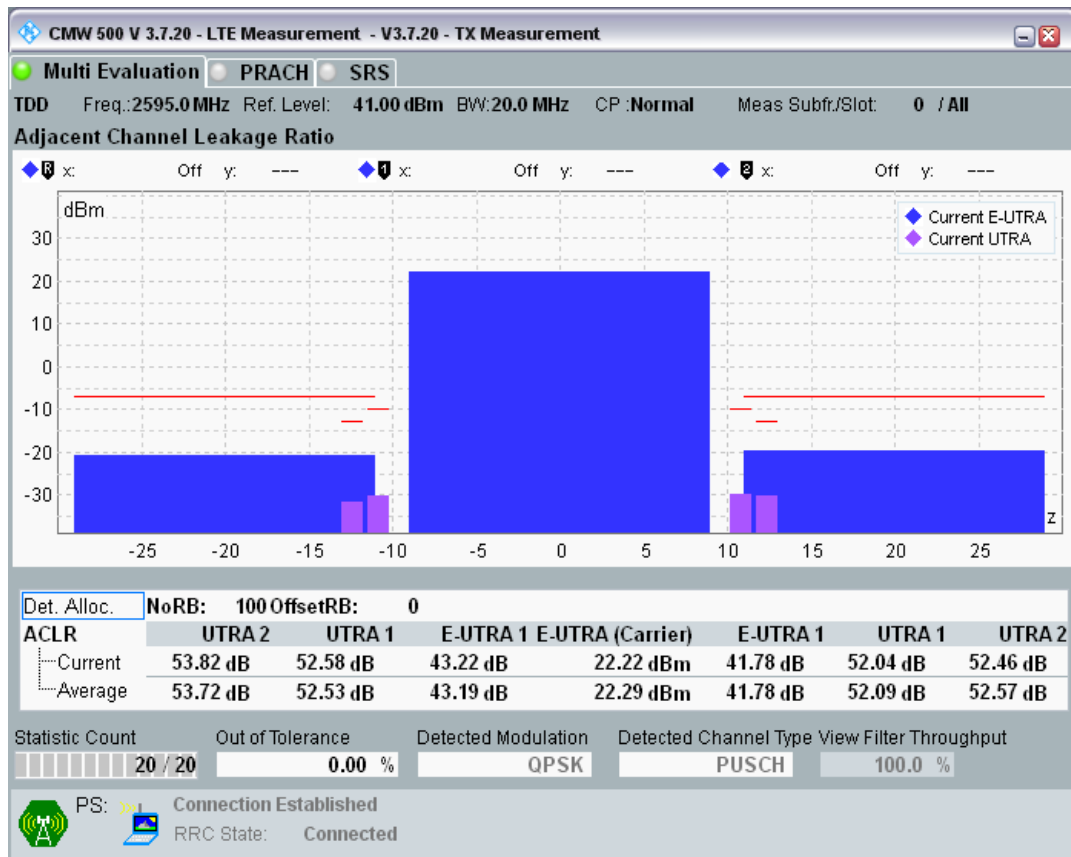 CMW 500 V 3.7.20 - LTE Measurement - V3.7.20 - TX Measurement
Multi Evaluation PRACH SRS
TDD Freq.:2595.0 MHz Ref. Level: 41.00 dBm BW:20.0 MHz CP :Normal Meas Subfr./Slot: 0 / All
Adjacent Channel Leakage Ratio
R x: Off y: --- 1 x: Off y: --- 2 x: Off y: ---
dBm
Current E-UTRA
Current UTRA
30
20
10
0
-10
-20
-30
z
-25 -20 -15 -10 -5 0 5 10 15 20 25
Det. Alloc. NoRB: 100 OffsetRB: 0
ACLR UTRA 2 UTRA 1 E-UTRA 1 E-UTRA (Carrier) E-UTRA 1 UTRA 1 UTRA 2
Current 53.82 dB 52.58 dB 43.22 dB 22.22 dBm 41.78 dB 52.04 dB 52.46 dB
Average 53.72 dB 52.53 dB 43.19 dB 22.29 dBm 41.78 dB 52.09 dB 52.57 dB
Statistic Count Out of Tolerance Detected Modulation Detected Channel Type View Filter Throughput
20 / 20 0.00 % QPSK PUSCH 100.0 %
PS: Connection Established
RRC State: Connected